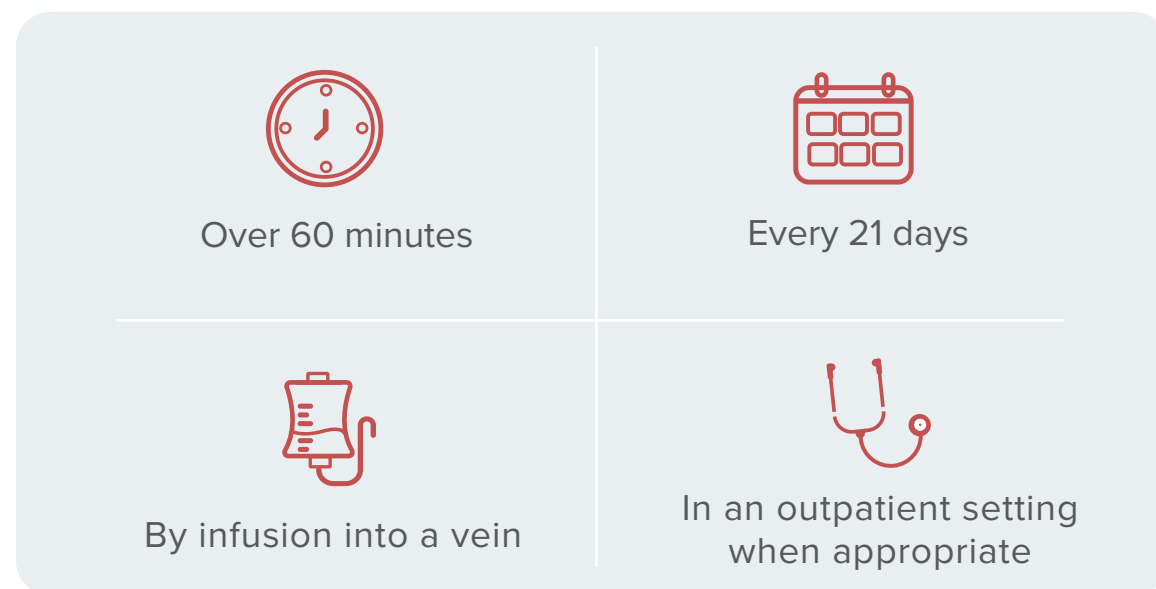 Over 60 minutes
Every 21 days
By infusion into a vein
In an outpatient setting
when appropriate